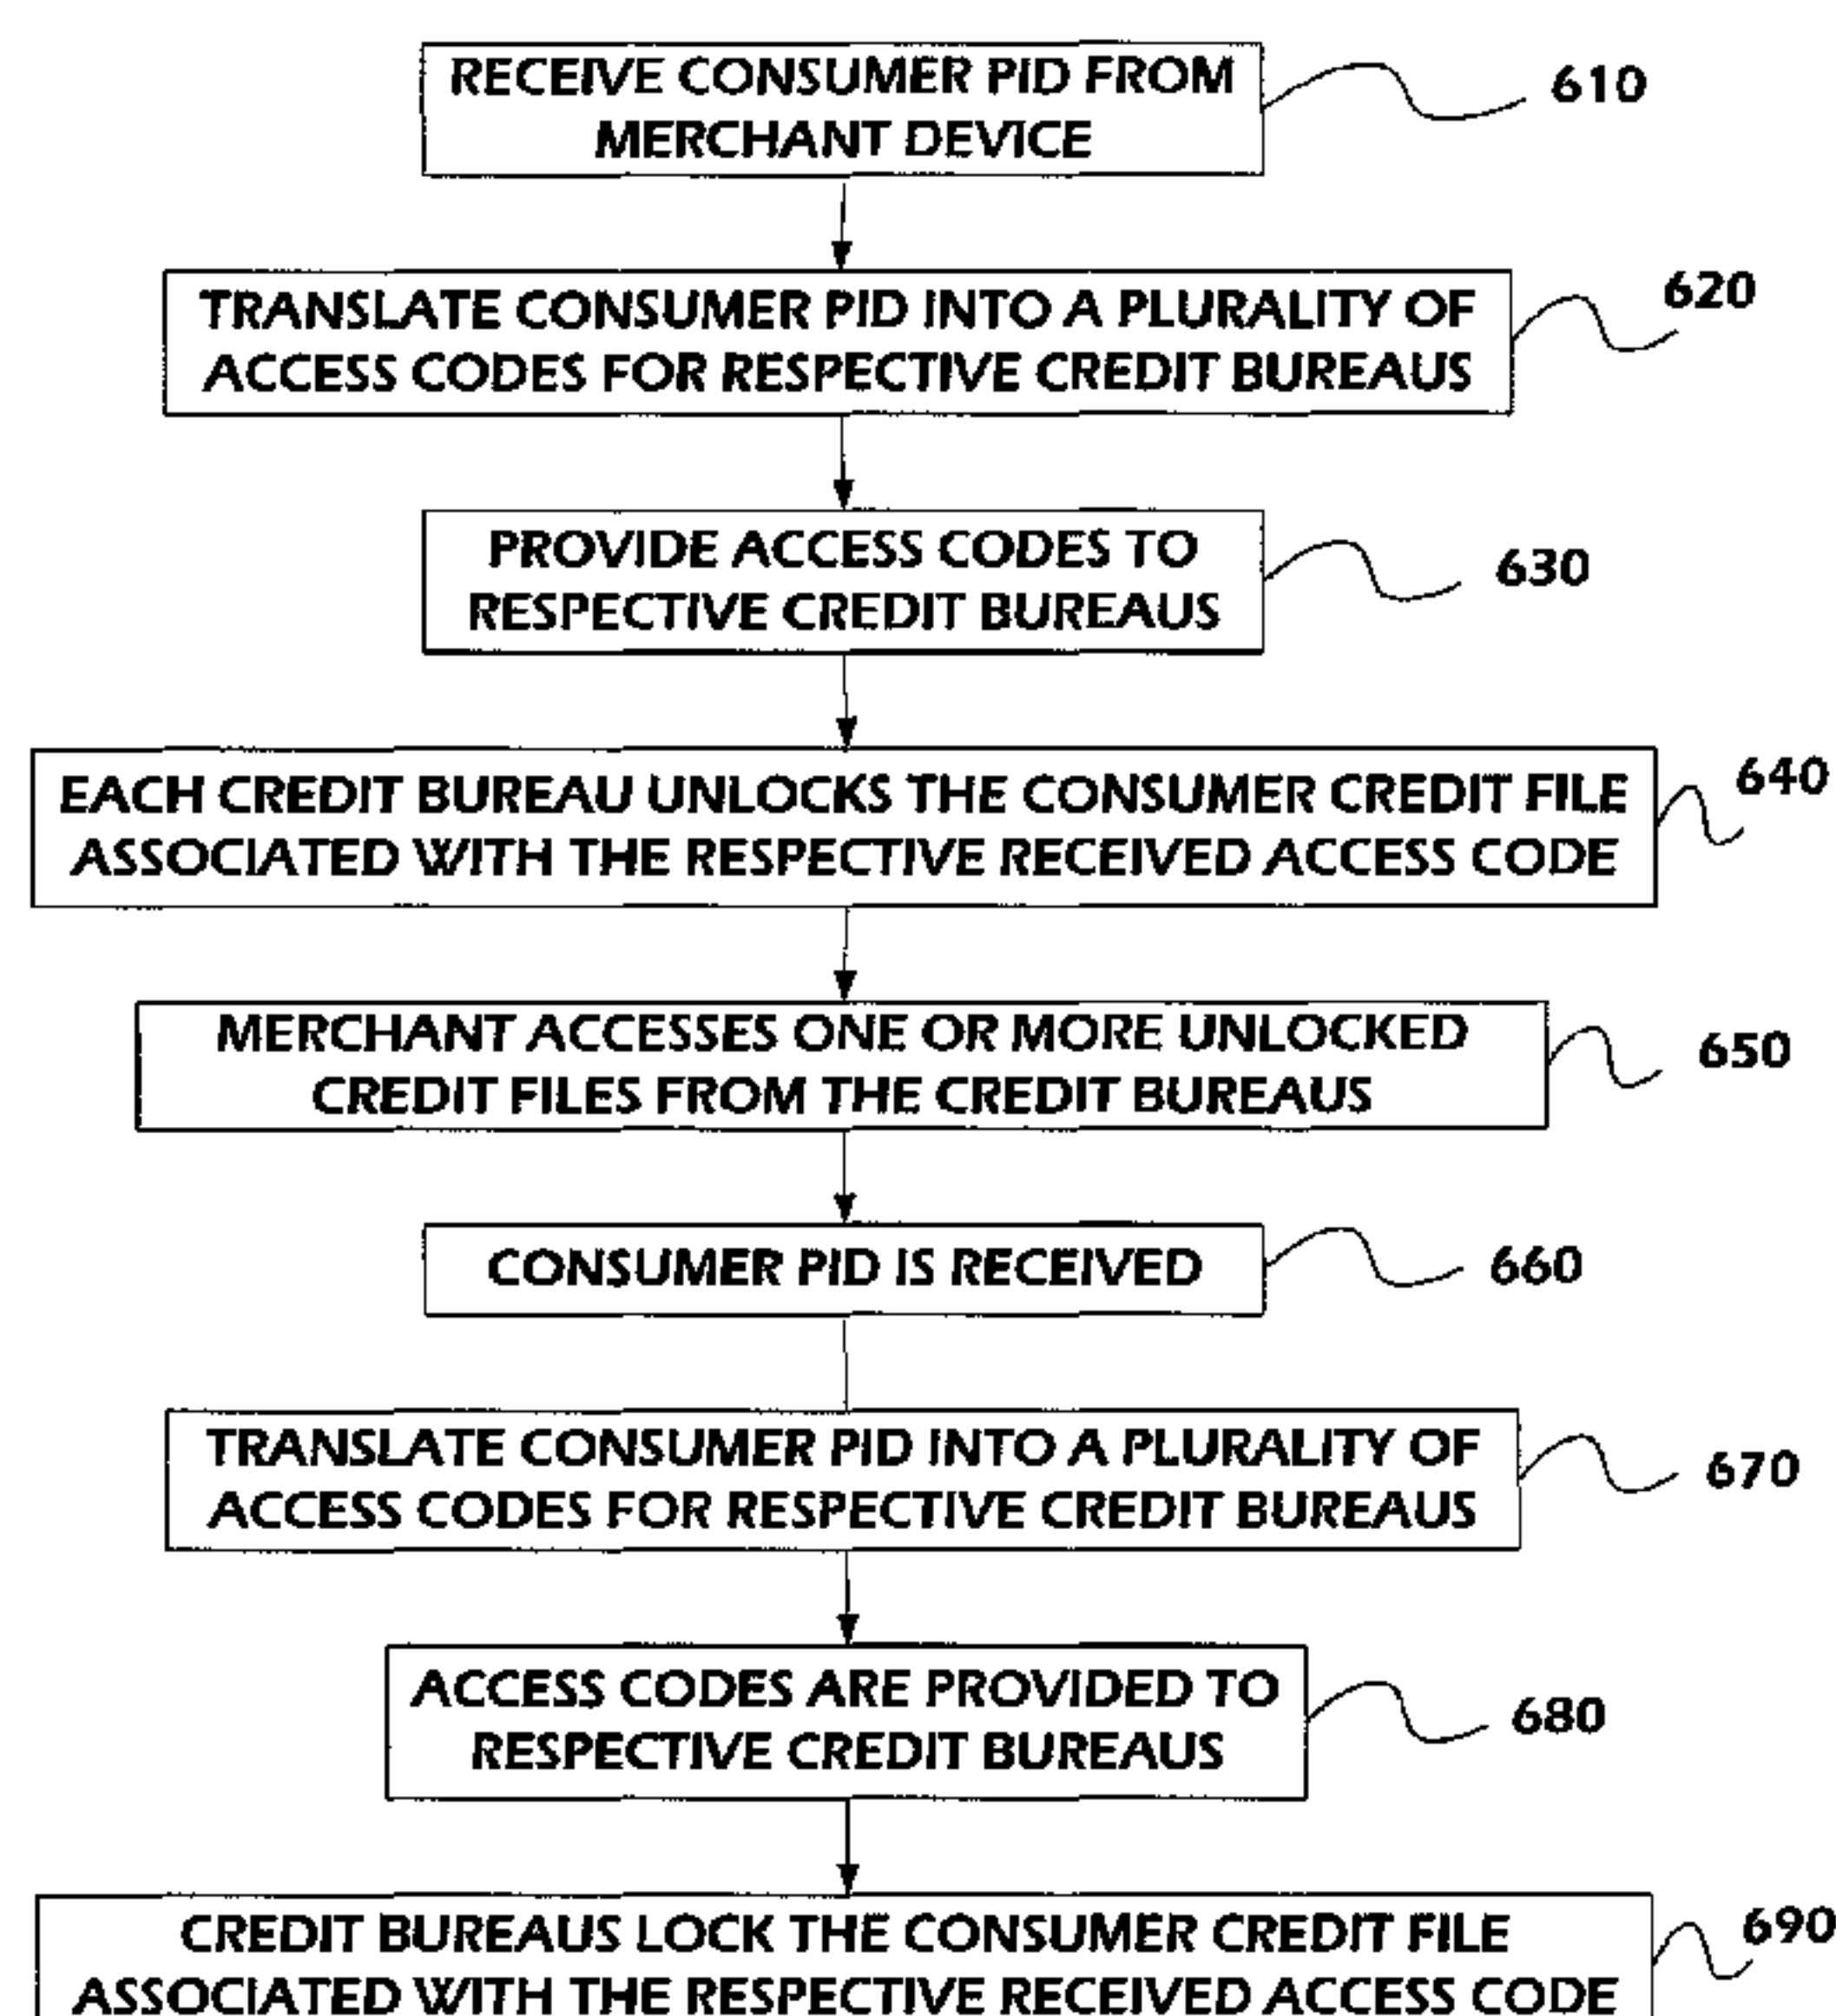 RECEIVE CONSUMER PID FROM
MERCHANT DEVICE
610
TRANSLATE CONSUMER PID INTO A PLURALITY OF
ACCESS CODES FOR RESPECTIVE CREDIT BUREAUS
620
PROVIDE ACCESS CODES TO
RESPECTIVE CREDIT BUREAUS
630
EACH CREDIT BUREAU UNLOCKS THE CONSUMER CREDIT FILE
ASSOCIATED WITH THE RESPECTIVE RECEIVED ACCESS CODE
640
MERCHANT ACCESSES ONE OR MORE UNLOCKED
CREDIT FILES FROM THE CREDIT BUREAUS
650
CONSUMER PID IS RECEIVED
660
TRANSLATE CONSUMER PID INTO A PLURALITY OF
ACCESS CODES FOR RESPECTIVE CREDIT BUREAUS
670
ACCESS CODES ARE PROVIDED TO
RESPECTIVE CREDIT BUREAUS
680
CREDIT BUREAUS LOCK THE CONSUMER CREDIT FILE
ASSOCIATED WITH THE RESPECTIVE RECEIVED ACCESS CODE
690